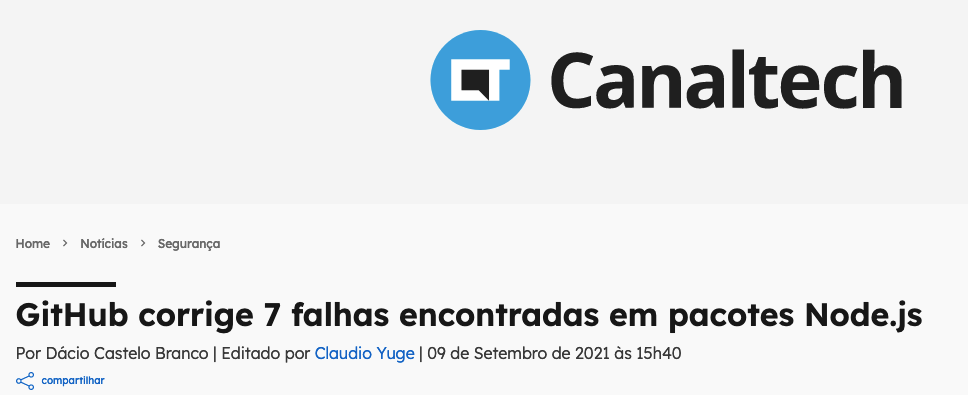 Canaltech
Home > Notícias > Segurança
GitHub corrige 7 falhas encontradas em pacotes Node.js
Por Dácio Castelo Branco | Editado por Claudio Yuge | 09 de Setembro de 2021 às 15h40
compartilhar